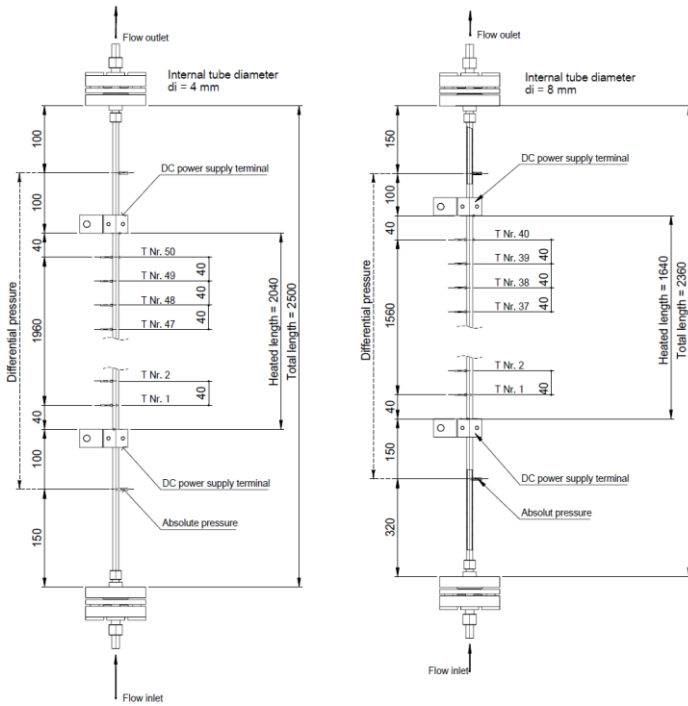 Flow outlet
Internal tube diameter
di = 4 mm
100
DC power supply terminal
100
40
T Nr. 50
40
T Nr. 49
40
T Nr. 48
40
T Nr. 47
Differential pressure
1960
Heated length = 2040
Total length = 2500
T Nr. 2
40
T Nr. 1
40
100
DC power supply terminal
Absolute pressure
150
Flow inlet
Flow oulet
Internal tube diameter
di = 8 mm
150
DC power supply terminal
100
40
T Nr. 40
40
T Nr. 39
40
T Nr. 38
40
T Nr. 37
Differential pressure
1560
Heated length = 1640
Total length = 2360
T Nr. 2
40
T Nr. 1
40
150
DC power supply terminal
Absolut pressure
320
Flow inlet